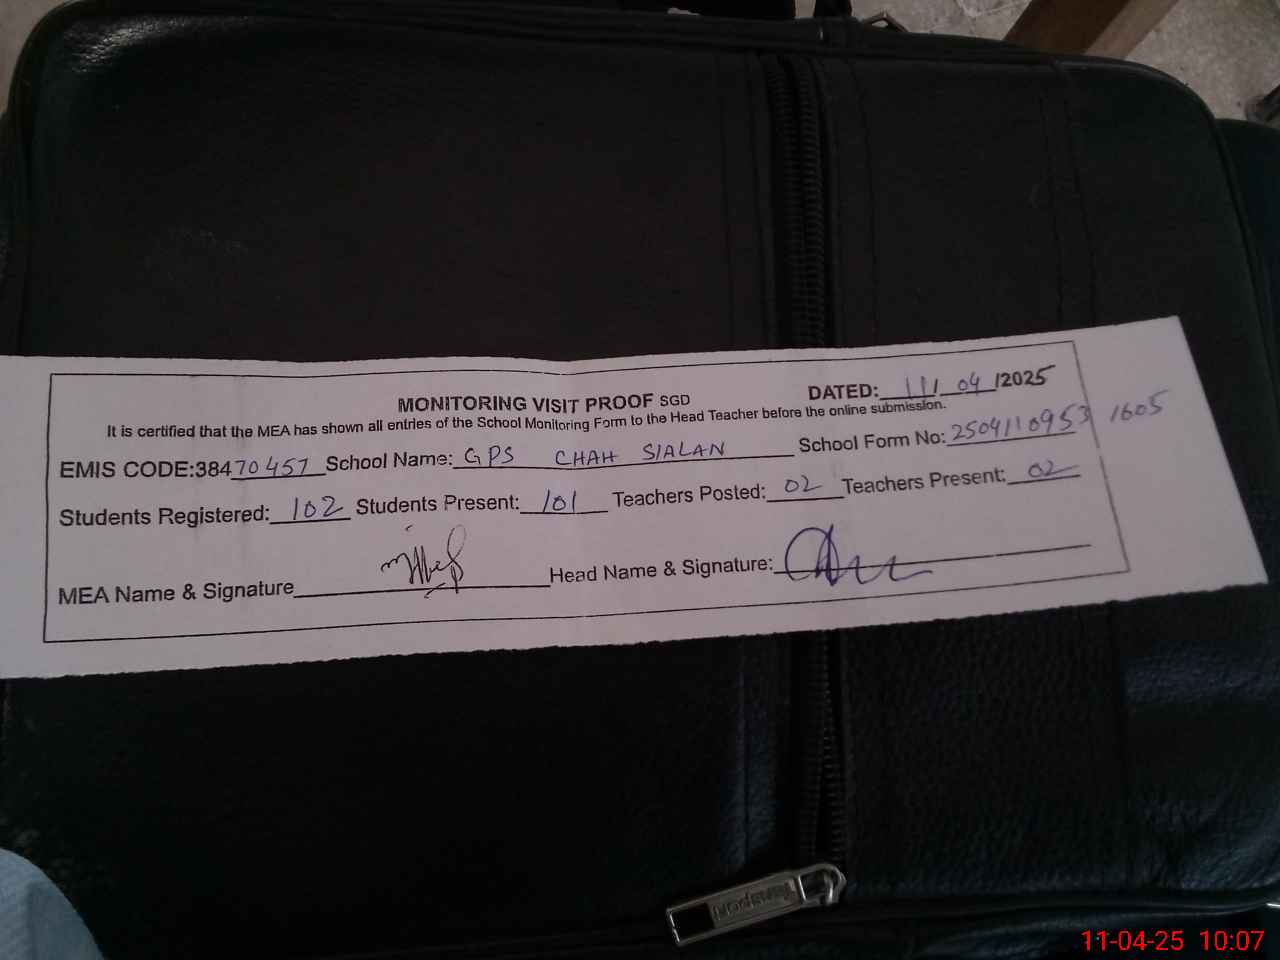 MONITORING VISIT PROOF SGD
DATED: 11/ 04 /2025
It is certified that the MEA has shown all entries of the School Monitoring Form to the Head Teacher before the online submission.
EMIS CODE:38470457 School Name: GPS CHAH SIALAN School Form No: 2504110953 1605
Students Registered: 102 Students Present: 101 Teachers Posted: 02 Teachers Present: 02
MEA Name & Signature Head Name & Signature:
11-04-25 10:07